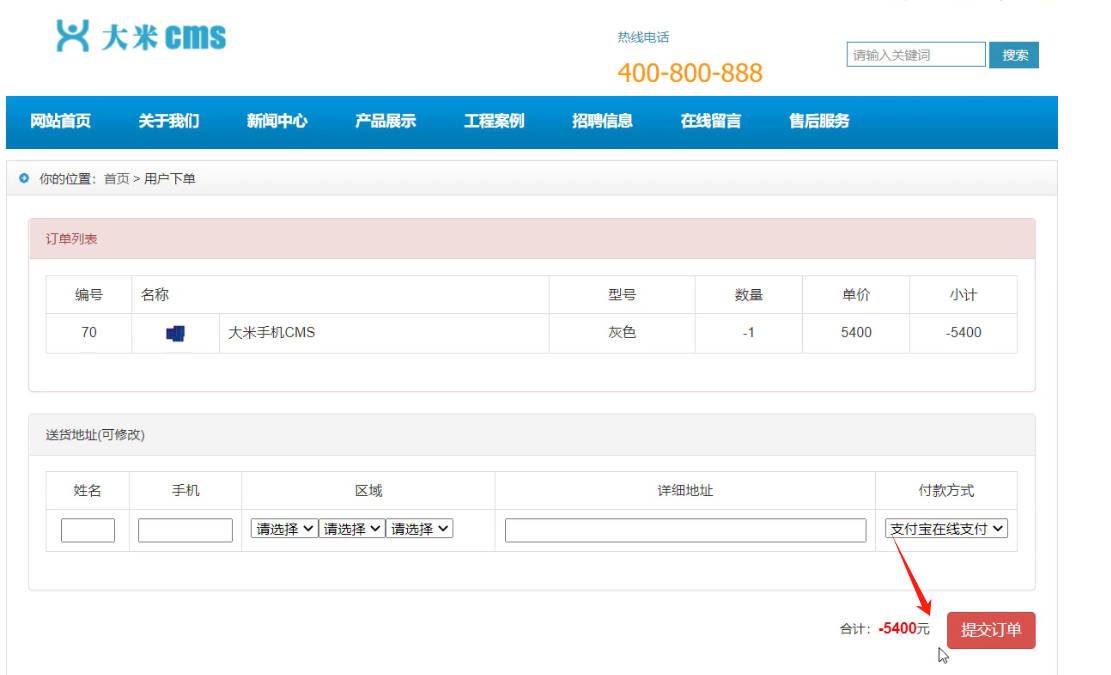 大米CMS
热线电话
400-800-888
请输入关键词 搜索
网站首页 关于我们 新闻中心 产品展示 工程案例 招聘信息 在线留言 售后服务
你的位置：首页 > 用户下单
订单列表
编号 名称 型号 数量 单价 小计
70 大米手机CMS 灰色 -1 5400 -5400
送货地址(可修改)
姓名 手机 区域 详细地址 付款方式
请选择 请选择 请选择 支付宝在线支付
合计：-5400元 提交订单